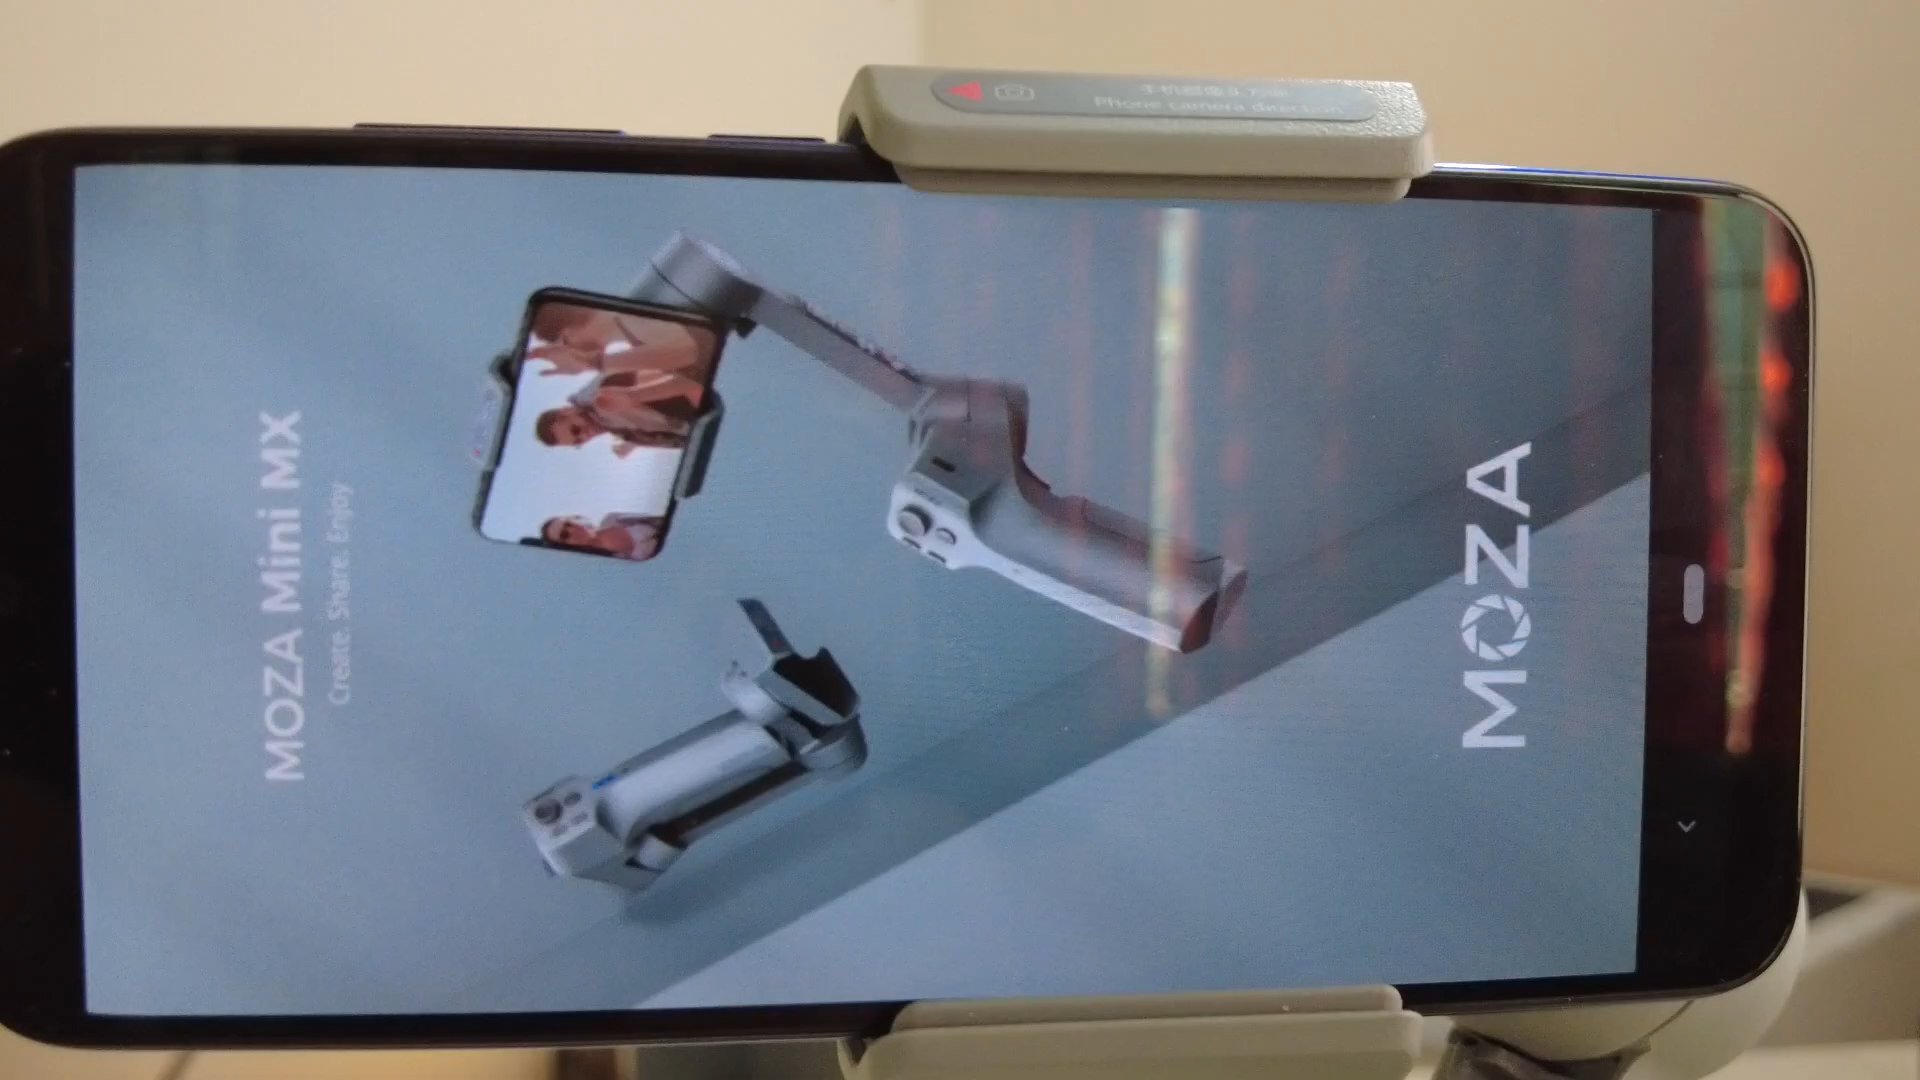 Phone camera direction
MOZA Mini MX
Create. Share. Enjoy
MOZA